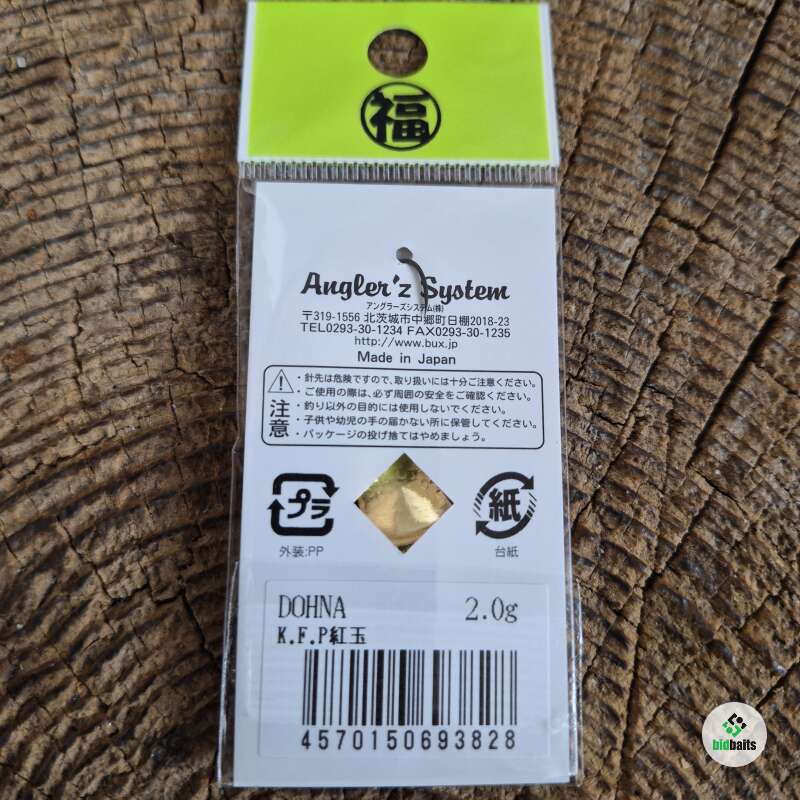 福
Angler'z System
アングラーズシステム(株)
〒319-1556 北茨城市中郷町日棚2018-23
TEL0293-30-1234 FAX0293-30-1235
http://www.bux.jp
Made in Japan
注意
・針先は危険ですので、取り扱いには十分ご注意ください。
・ご使用の際は、必ず周囲の安全をご確認ください。
・釣り以外の目的には使用しないでください。
・子供や幼児の手の届かない所に保管してください。
・パッケージの投げ捨てはやめましょう。
プラ
外装:PP
紙
台紙
DOHNA 2.0g
K.F.P紅玉
4570150693828
bidbaits